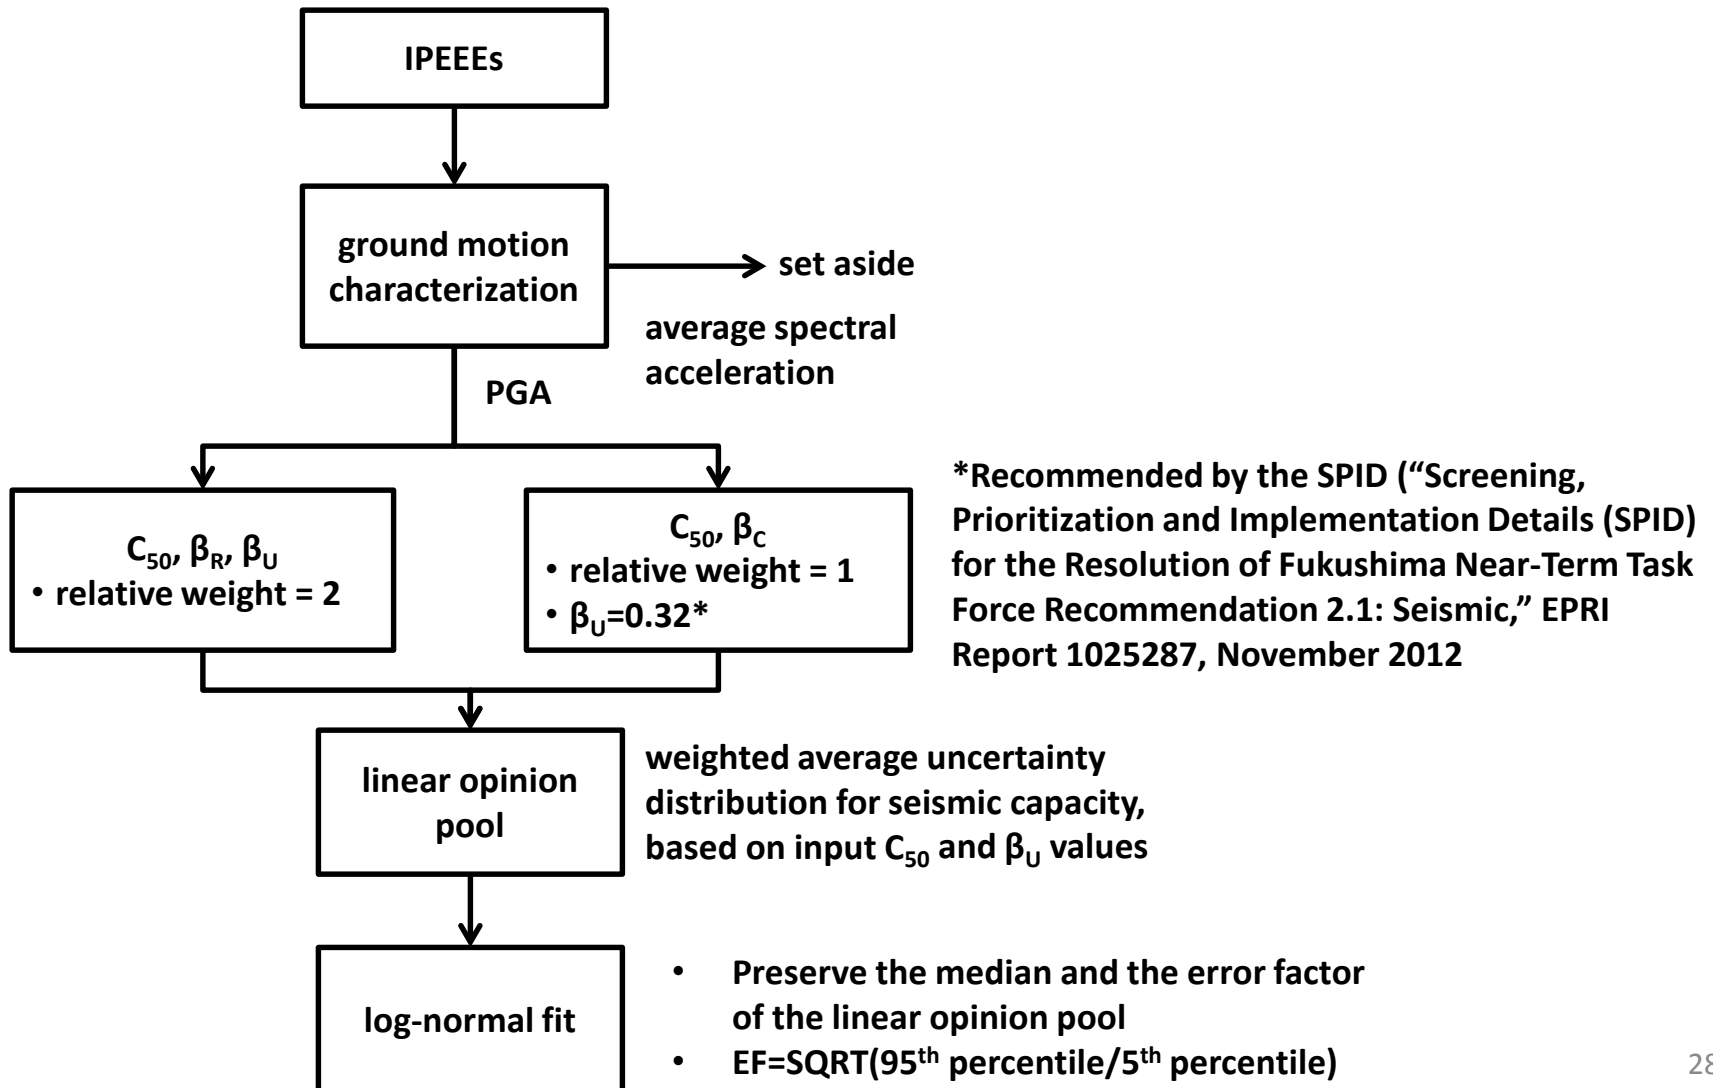 IPEEEs
ground motion
characterization
set aside
average spectral
acceleration
PGA
C50, βR, βU
• relative weight = 2
C50, βC
• relative weight = 1
• βU=0.32*
*Recommended by the SPID (“Screening,
Prioritization and Implementation Details (SPID)
for the Resolution of Fukushima Near-Term Task
Force Recommendation 2.1: Seismic,” EPRI
Report 1025287, November 2012
linear opinion
pool
weighted average uncertainty
distribution for seismic capacity,
based on input C50 and βU values
log-normal fit
• Preserve the median and the error factor
of the linear opinion pool
• EF=SQRT(95th percentile/5th percentile)
28